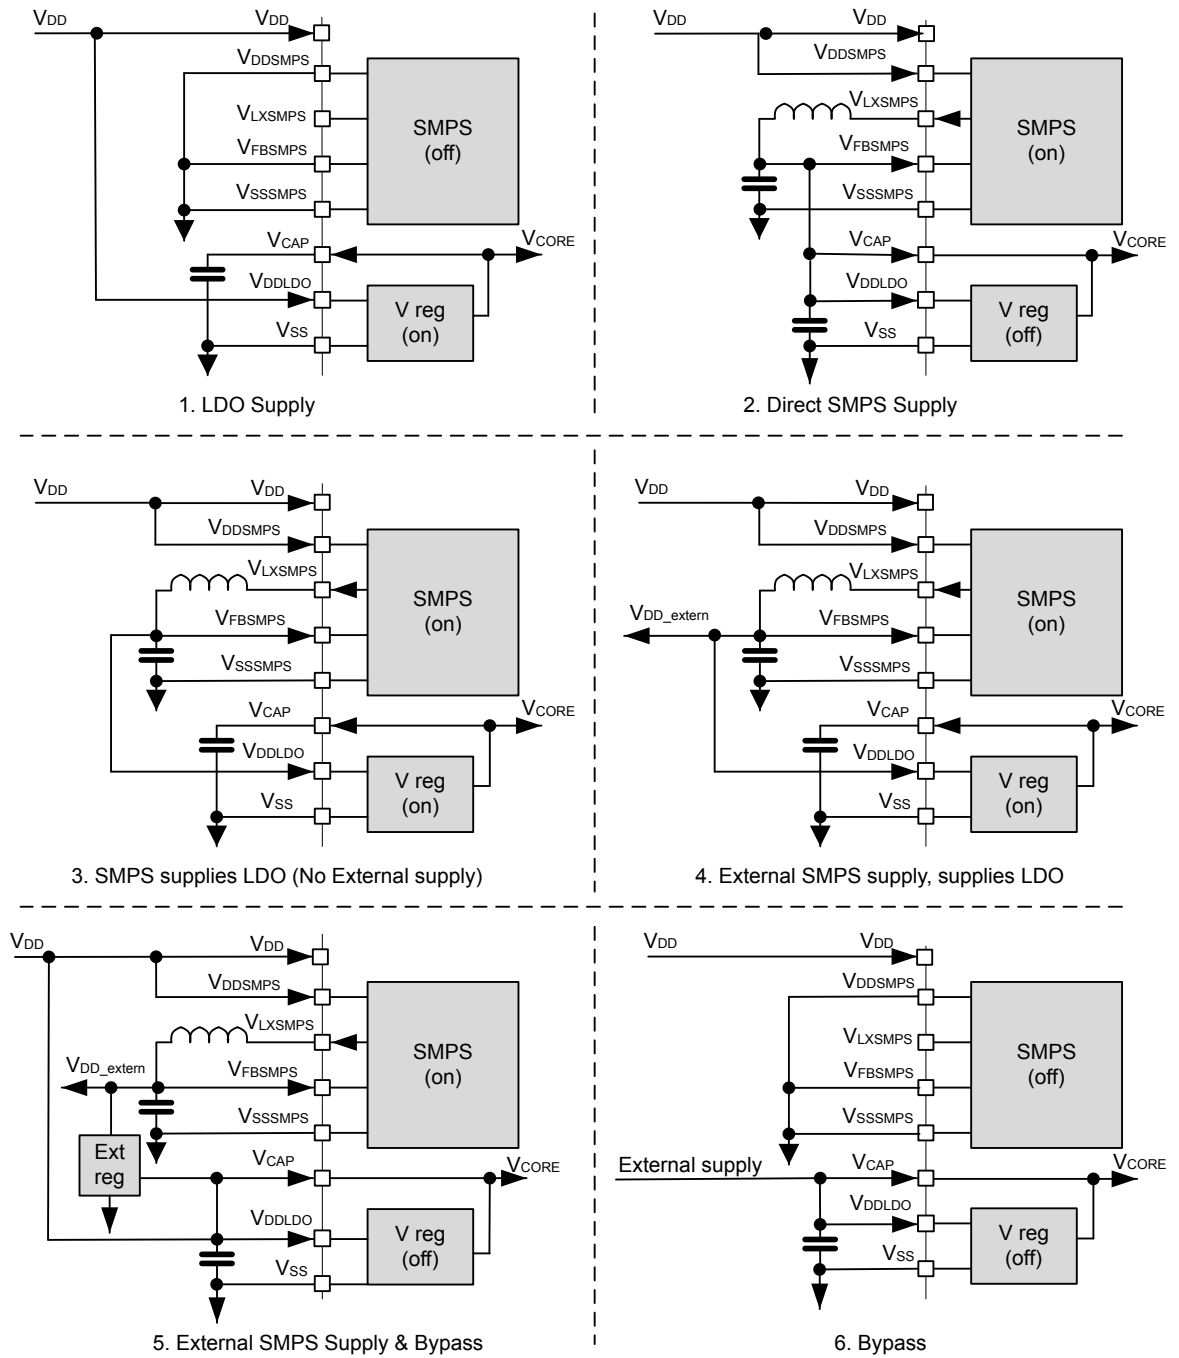 VDD VDD
VDDSMPS
VLXSMPS
VFBSMPS
VSSSMPS
SMPS
(off)
VCAP
VCORE
VDDLDO
V reg
(on)
VSS
1. LDO Supply
VDD VDD
VDDSMPS
VLXSMPS
VFBSMPS
VSSSMPS
SMPS
(on)
VCAP
VCORE
VDDLDO
V reg
(off)
VSS
2. Direct SMPS Supply
VDD VDD
VDDSMPS
VLXSMPS
VFBSMPS
VSSSMPS
SMPS
(on)
VCAP
VCORE
VDDLDO
V reg
(on)
VSS
3. SMPS supplies LDO (No External supply)
VDD VDD
VDDSMPS
VLXSMPS
VDD_extern
VFBSMPS
VSSSMPS
SMPS
(on)
VCAP
VCORE
VDDLDO
V reg
(on)
VSS
4. External SMPS supply, supplies LDO
VDD VDD
VDDSMPS
VLXSMPS
VDD_extern
VFBSMPS
VSSSMPS
SMPS
(on)
Ext
reg
VCAP
VCORE
VDDLDO
V reg
(off)
VSS
5. External SMPS Supply & Bypass
VDD VDD
VDDSMPS
VLXSMPS
VFBSMPS
VSSSMPS
SMPS
(off)
External supply
VCAP
VCORE
VDDLDO
V reg
(off)
VSS
6. Bypass